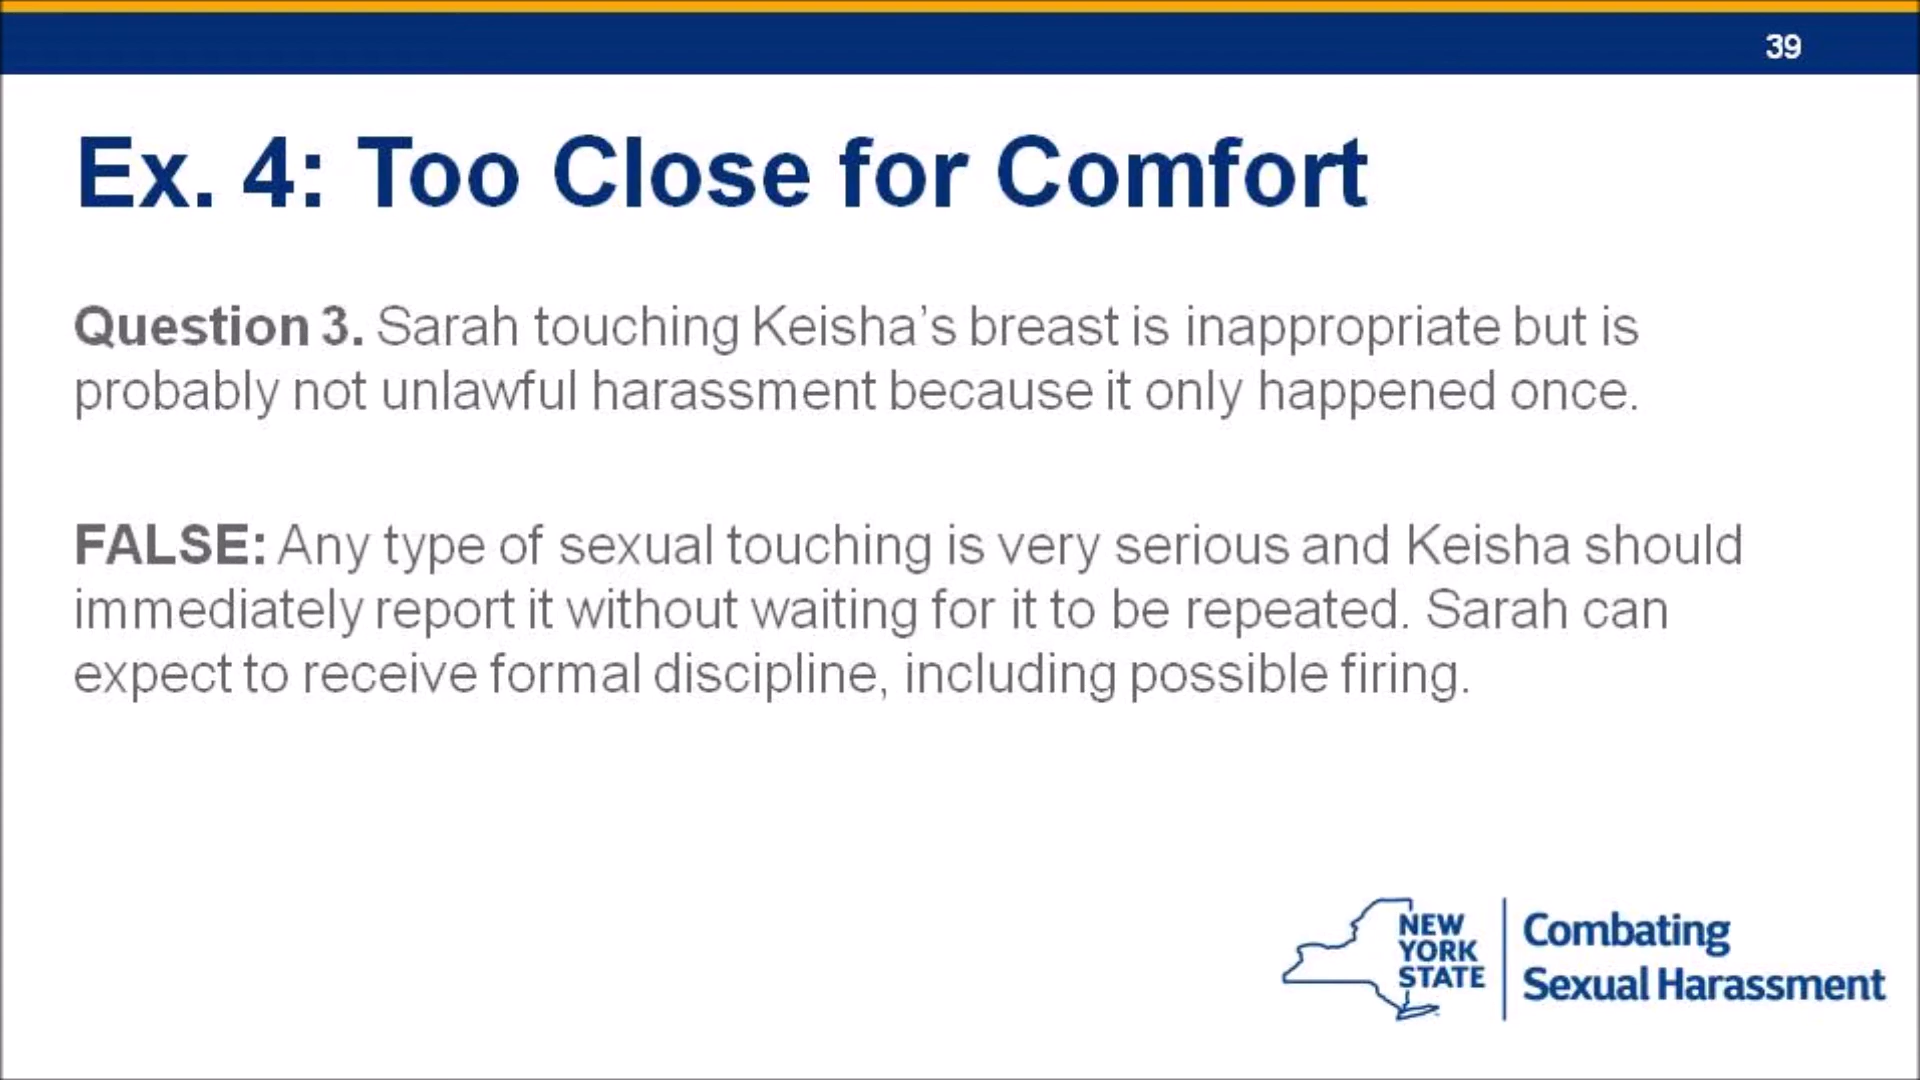 39
Ex. 4: Too Close for Comfort
Question 3. Sarah touching Keisha’s breast is inappropriate but is
probably not unlawful harassment because it only happened once.
FALSE: Any type of sexual touching is very serious and Keisha should
immediately report it without waiting for it to be repeated. Sarah can
expect to receive formal discipline, including possible firing.
NEW
YORK
STATE
Combating
Sexual Harassment